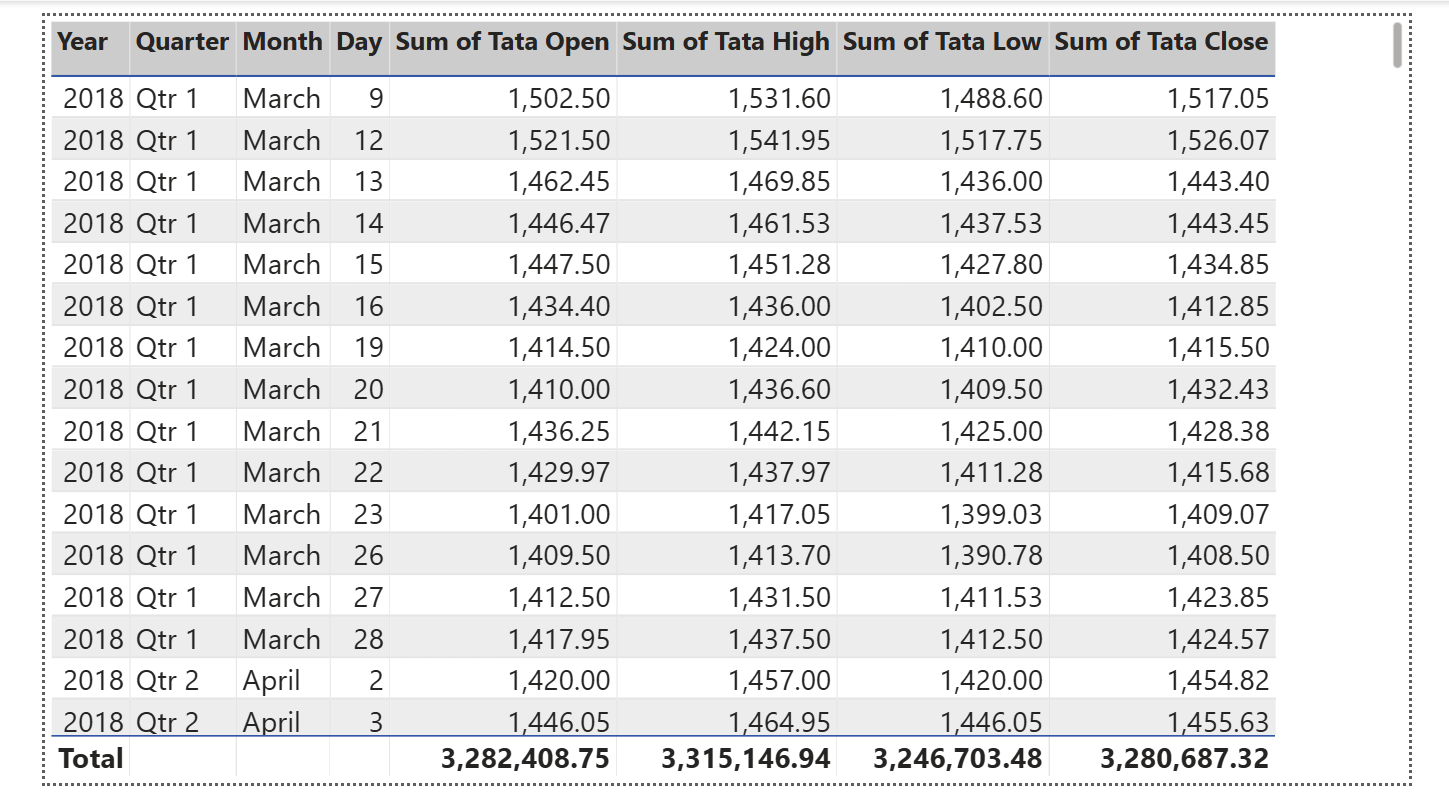 Year Quarter Month Day Sum of Tata Open Sum of Tata High Sum of Tata Low Sum of Tata Close
2018 Qtr 1 March 9 1,502.50 1,531.60 1,488.60 1,517.05
2018 Qtr 1 March 12 1,521.50 1,541.95 1,517.75 1,526.07
2018 Qtr 1 March 13 1,462.45 1,469.85 1,436.00 1,443.40
2018 Qtr 1 March 14 1,446.47 1,461.53 1,437.53 1,443.45
2018 Qtr 1 March 15 1,447.50 1,451.28 1,427.80 1,434.85
2018 Qtr 1 March 16 1,434.40 1,436.00 1,402.50 1,412.85
2018 Qtr 1 March 19 1,414.50 1,424.00 1,410.00 1,415.50
2018 Qtr 1 March 20 1,410.00 1,436.60 1,409.50 1,432.43
2018 Qtr 1 March 21 1,436.25 1,442.15 1,425.00 1,428.38
2018 Qtr 1 March 22 1,429.97 1,437.97 1,411.28 1,415.68
2018 Qtr 1 March 23 1,401.00 1,417.05 1,399.03 1,409.07
2018 Qtr 1 March 26 1,409.50 1,413.70 1,390.78 1,408.50
2018 Qtr 1 March 27 1,412.50 1,431.50 1,411.53 1,423.85
2018 Qtr 1 March 28 1,417.95 1,437.50 1,412.50 1,424.57
2018 Qtr 2 April 2 1,420.00 1,457.00 1,420.00 1,454.82
2018 Qtr 2 April 3 1,446.05 1,464.95 1,446.05 1,455.63
Total 3,282,408.75 3,315,146.94 3,246,703.48 3,280,687.32